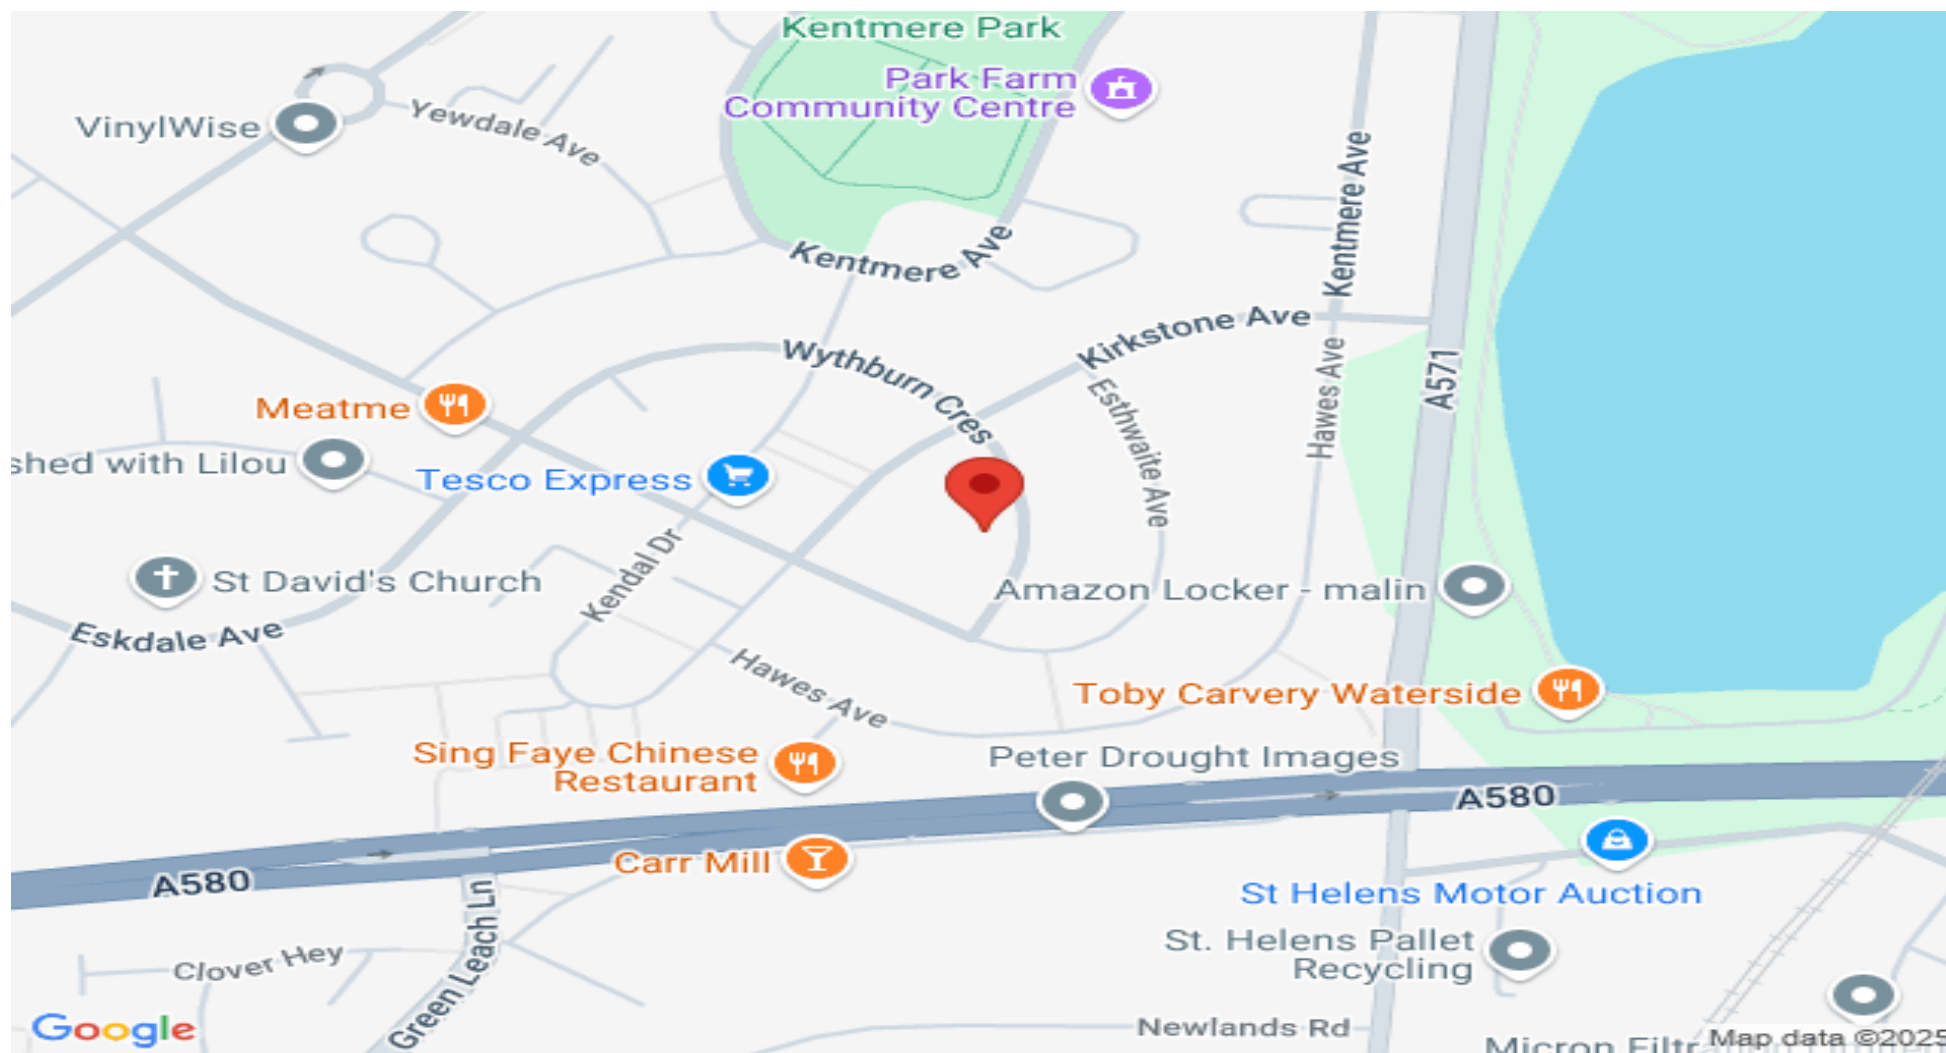 Kentmere Park
Park Farm
Community Centre
VinylWise
Yewdale Ave
Kentmere Ave
Kentmere Ave
Kirkstone Ave
Wythburn Cres
Esthwaite Ave
Hawes Ave
A571
Meatme
shed with Lilou
Tesco Express
Kendal Dr
St David's Church
Amazon Locker - malin
Eskdale Ave
Hawes Ave
Toby Carvery Waterside
Sing Faye Chinese
Restaurant
Peter Drought Images
A580
A580
Carr Mill
St Helens Motor Auction
Green Leach Ln
Clover Hey
St. Helens Pallet
Recycling
Newlands Rd
Google
Micron Filtr
Map data ©2025